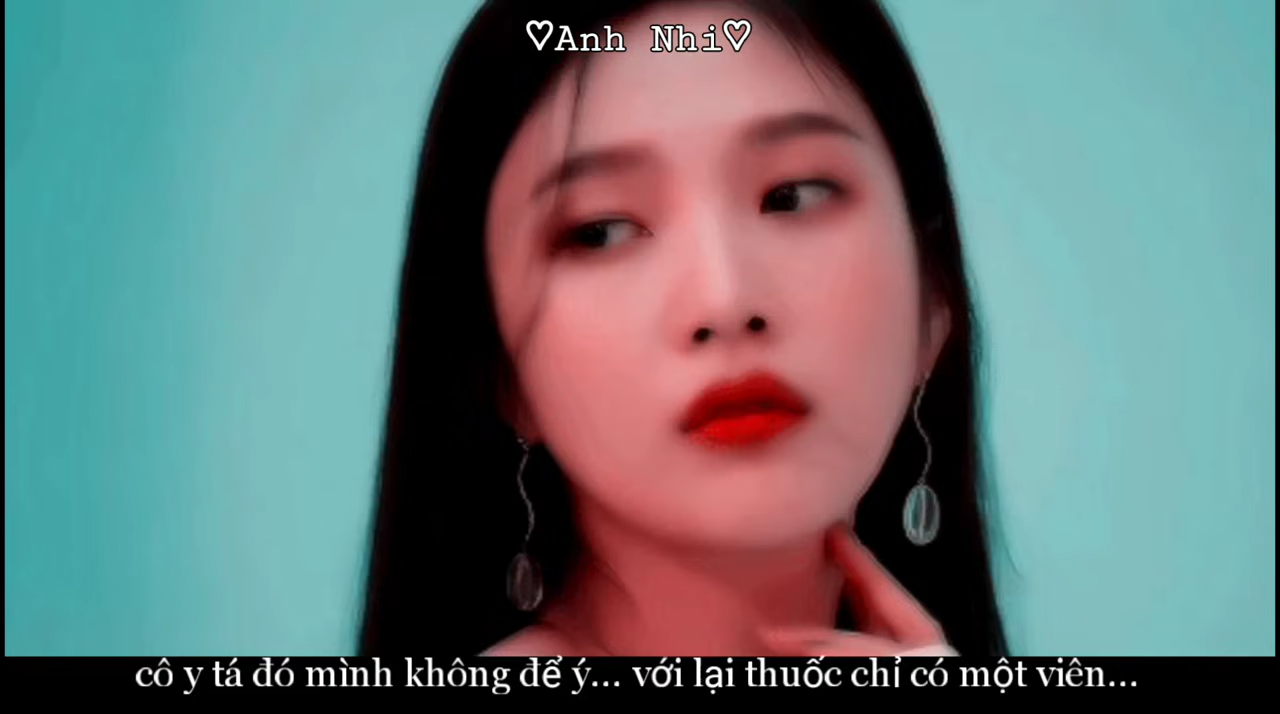 ♡Anh Nhi♡
cô y tá đó mình không để ý... với lại thuốc chỉ có một viên...